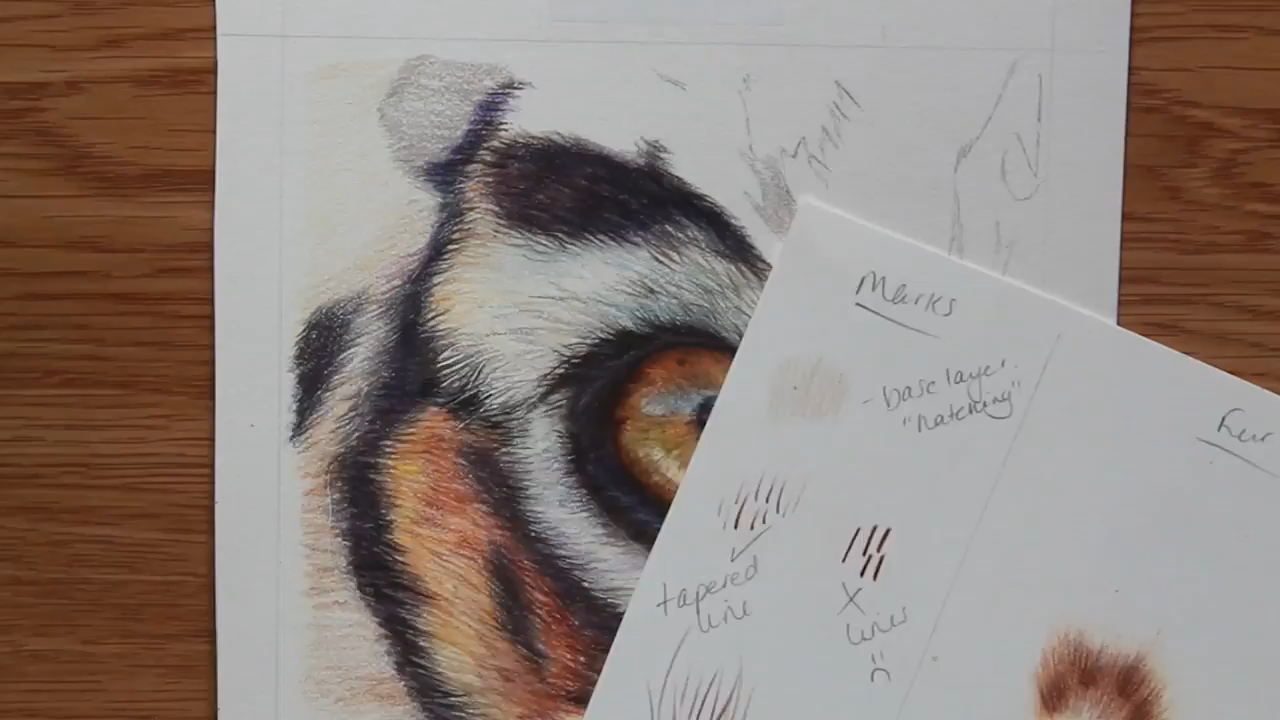 Marks
- base layer.
"hatching"
tapered
line
X
lines
Fur